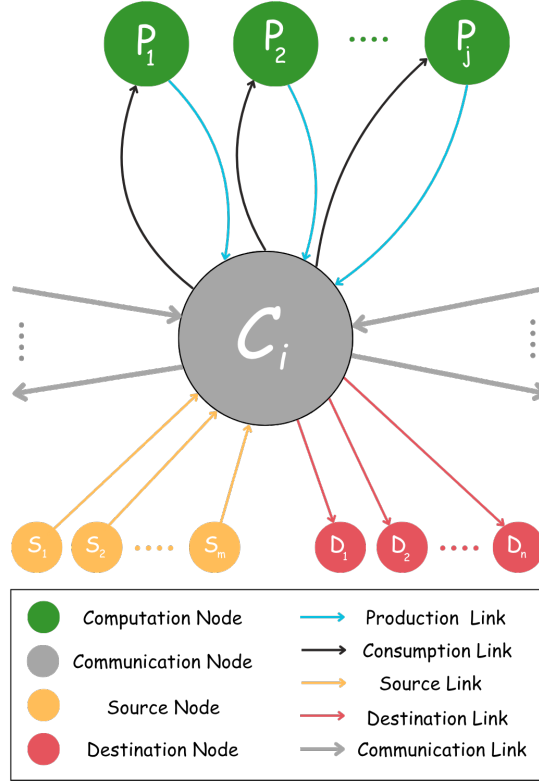 P1 P2 Pj
Ci
S1 S2 Sm D1 D2 Dn
Computation Node Production Link
Communication Node Consumption Link
Source Node Source Link
Destination Node Destination Link
Communication Link